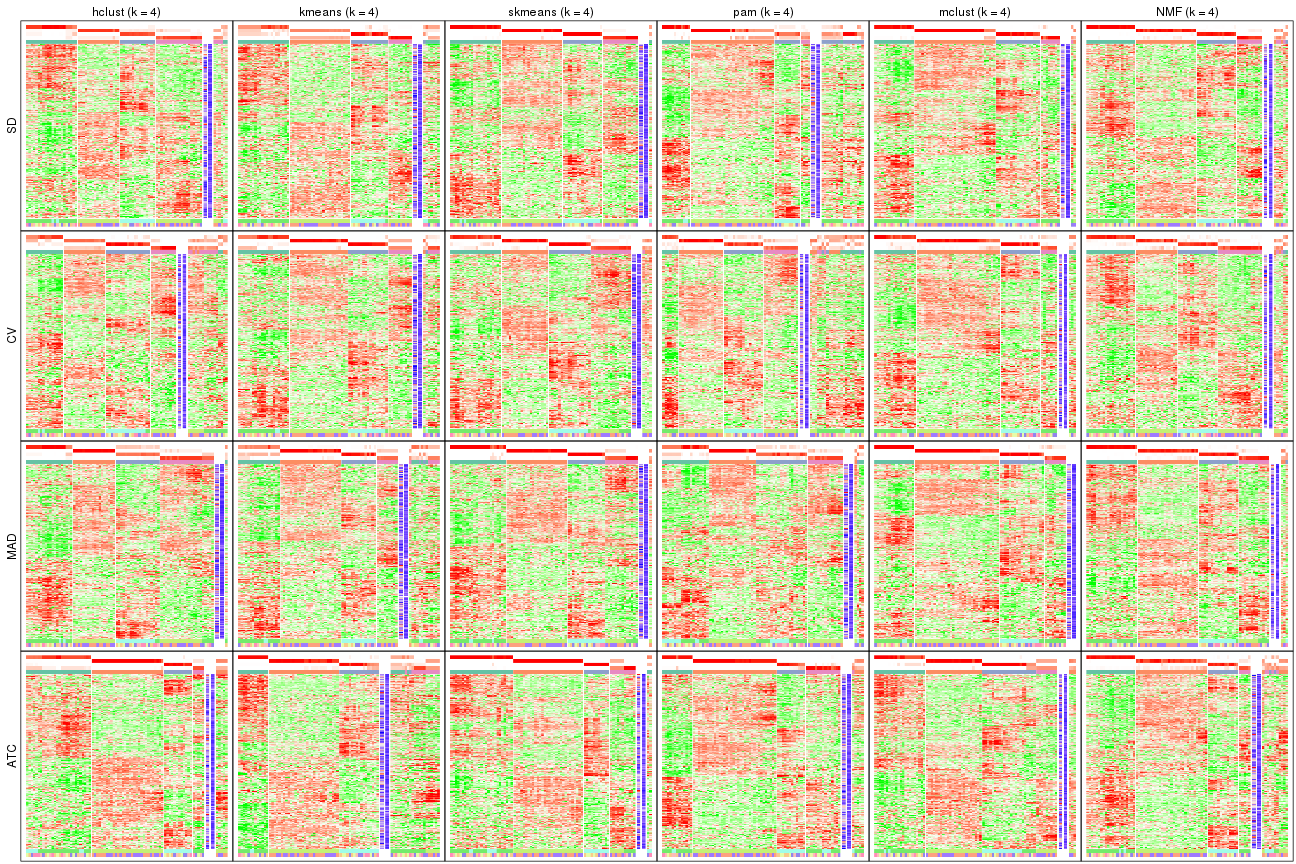 hclust (k = 4) kmeans (k = 4) skmeans (k = 4) pam (k = 4) mclust (k = 4) NMF (k = 4)
SD
CV
MAD
ATC